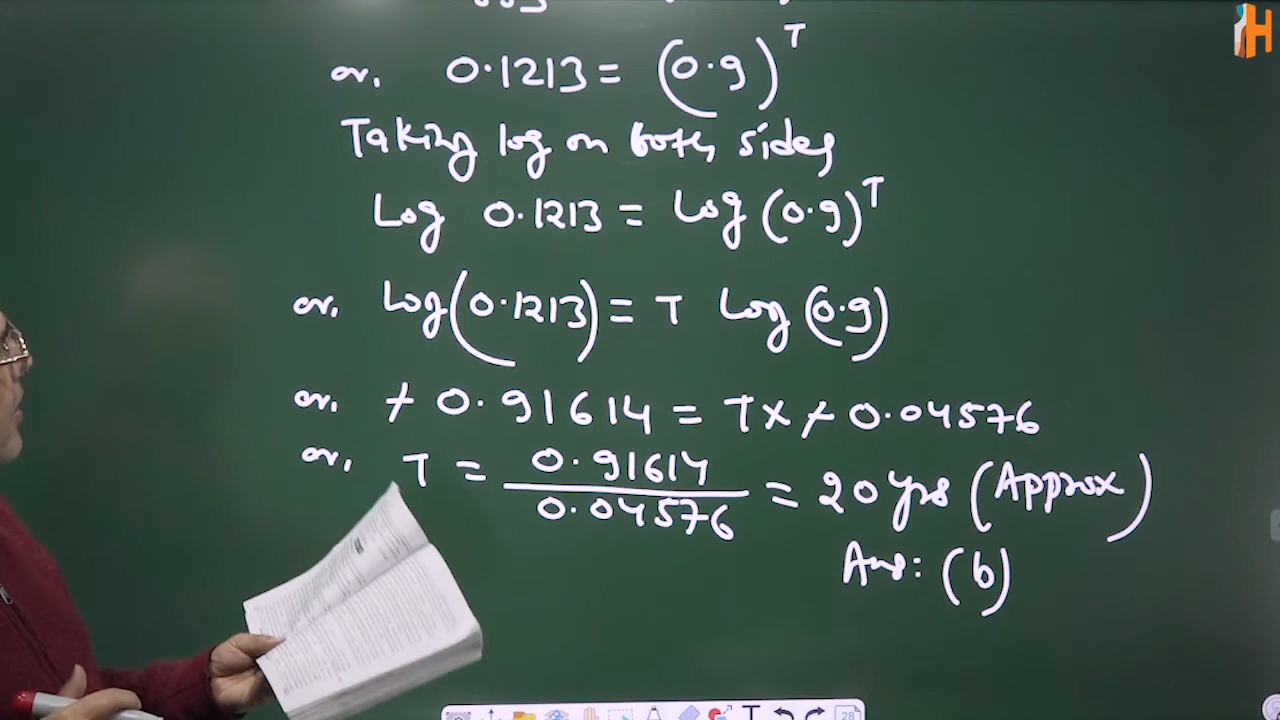 or, 0.1213 = (0.9)^T
Taking log on both sides
Log 0.1213 = Log (0.9)^T
or, Log(0.1213) = T Log (0.9)
or, - 0.91614 = T x - 0.04576
or, T = 0.91614 / 0.04576 = 20 yrs (Approx)
Ans: (b)
H
28